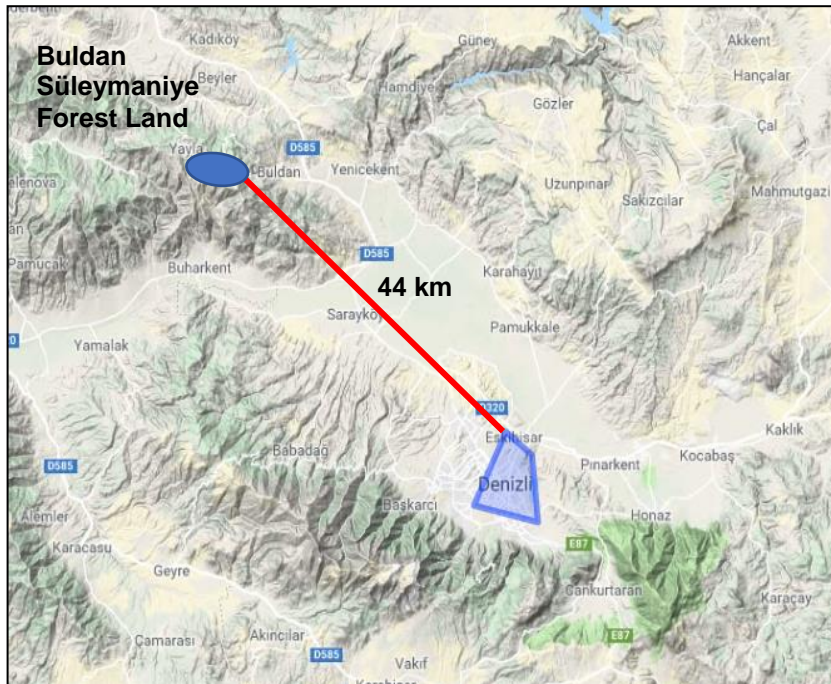 Kadıköy
Güney
Akkent
Buldan
Süleymaniye
Forest Land
Beyler
Hançalar
Hamdiye
Gözler
Çal
Yayla
D585
Buldan
Yenicekent
Uzunpınar
Mahmutgazi
Sakızcılar
D585
Pamucak
Buharkent
Karahayıt
44 km
Sarayköy
Pamukkale
Yamalak
D320
Eskihisar
Kaklık
Babadağ
Pınarkent
Kocabaş
D585
Denizli
Başkarcı
Alemler
Honaz
E87
Karacasu
Geyre
Cankurtaran
Karaçay
Çamarası
Akıncılar
E87
D585
Vakıf